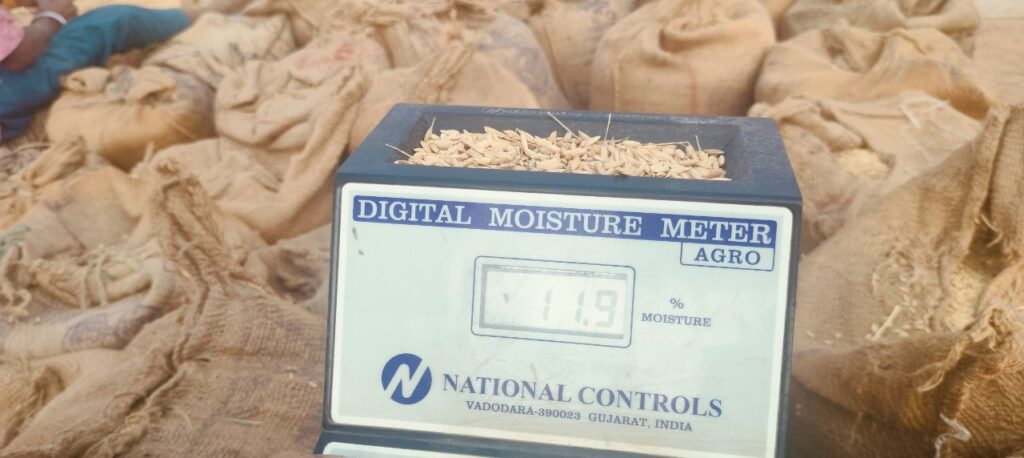 DIGITAL MOISTURE METER
AGRO
11.9
%
MOISTURE
N
NATIONAL CONTROLS
VADODARA-390023 GUJARAT, INDIA